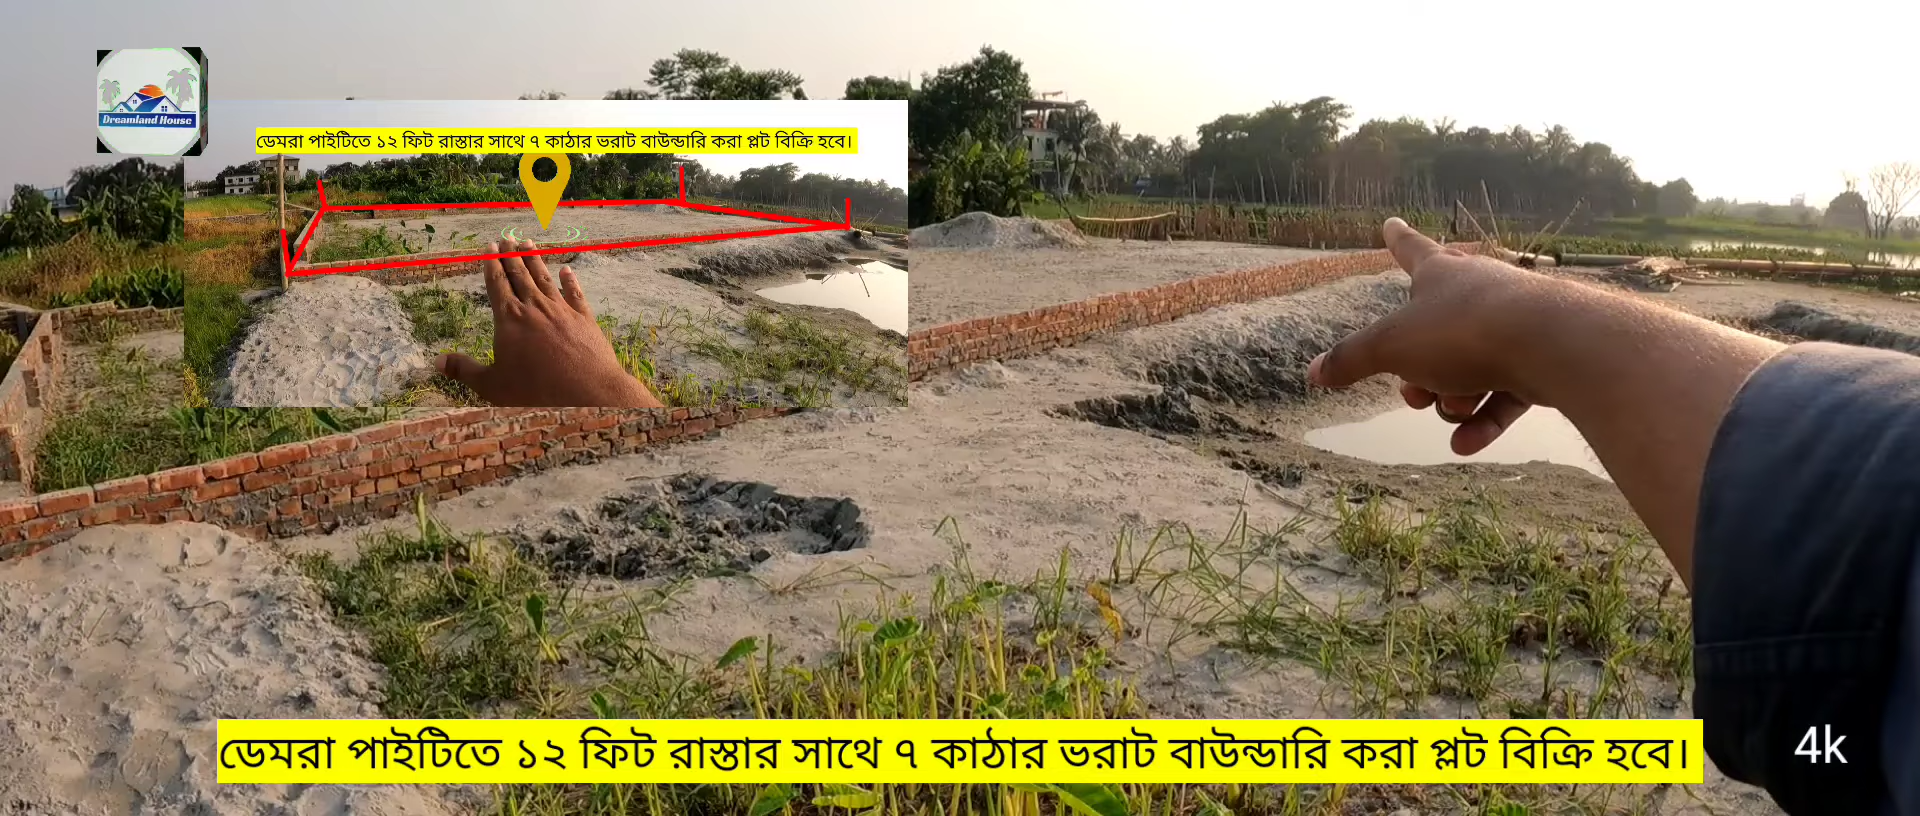 Dreamland House
ডেমরা পাইটিতে ১২ ফিট রাস্তার সাথে ৭ কাঠার ভরাট বাউন্ডারি করা প্লট বিক্রি হবে।
ডেমরা পাইটিতে ১২ ফিট রাস্তার সাথে ৭ কাঠার ভরাট বাউন্ডারি করা প্লট বিক্রি হবে।
4k